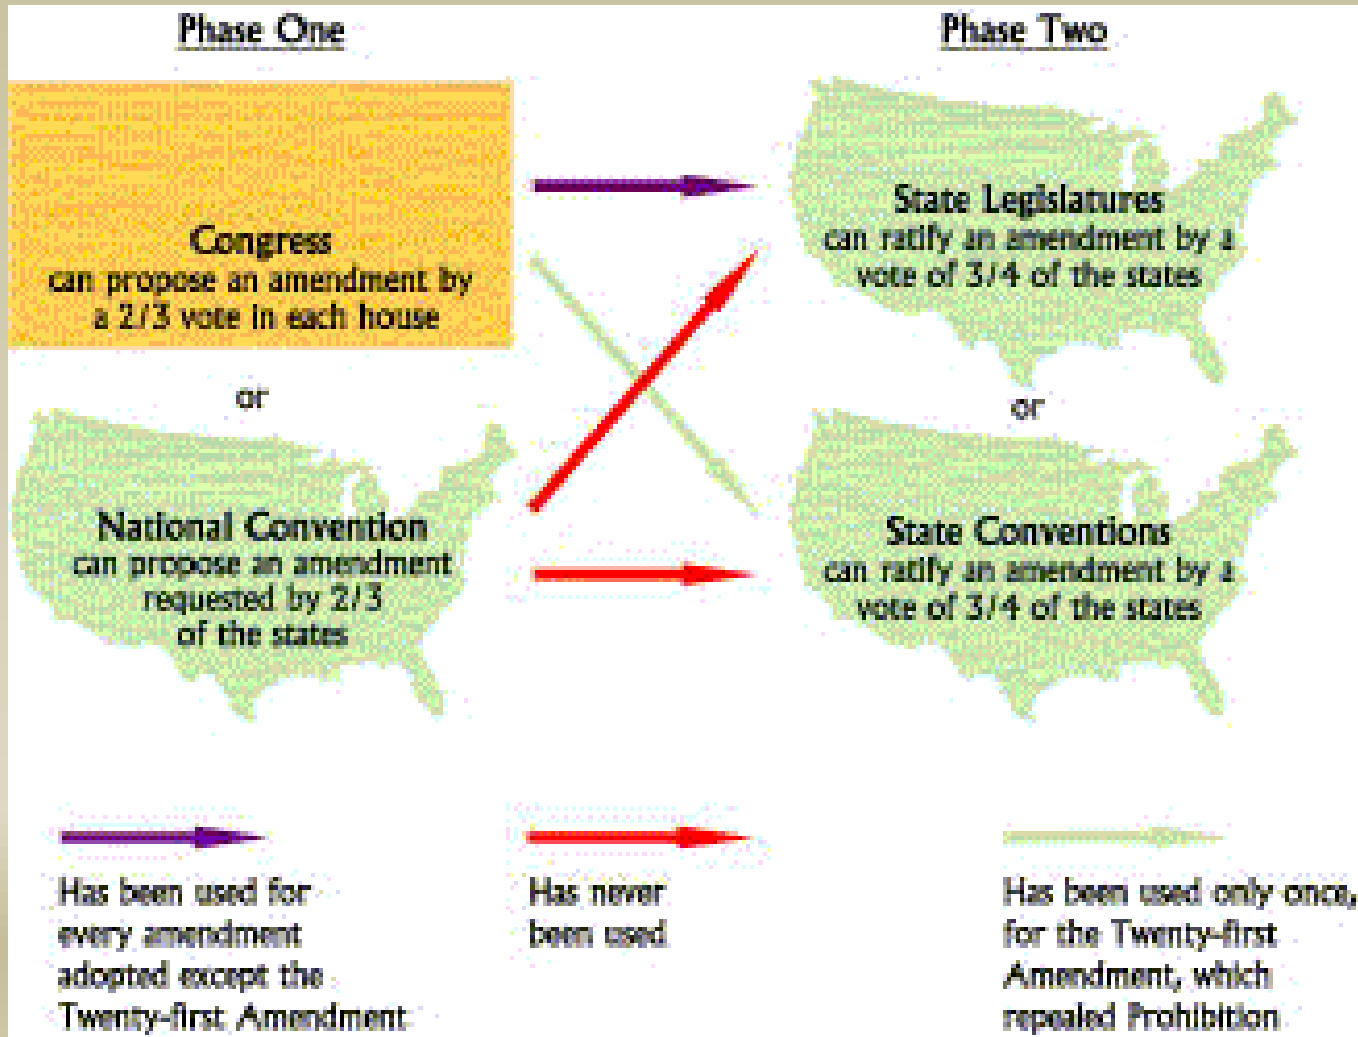 Phase One
Phase Two
Congress
can propose an amendment by
a 2/3 vote in each house
or
National Convention
can propose an amendment
requested by 2/3
of the states
State Legislatures
can ratify an amendment by a
vote of 3/4 of the states
or
State Conventions
can ratify an amendment by a
vote of 3/4 of the states
Has been used for
every amendment
adopted except the
Twenty-first Amendment
Has never
been used
Has been used only once,
for the Twenty-first
Amendment, which
repealed Prohibition